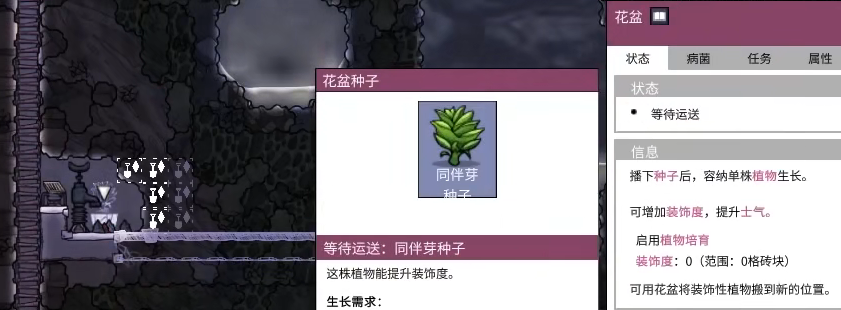 花盆种子
同伴芽
种子
等待运送：同伴芽种子
这株植物能提升装饰度。
生长需求：
花盆
状态 病菌 任务 属性
状态
等待运送
信息
播下种子后，容纳单株植物生长。
可增加装饰度，提升士气。
启用植物培育
装饰度：0（范围：0格砖块）
可用花盆将装饰性植物搬到新的位置。